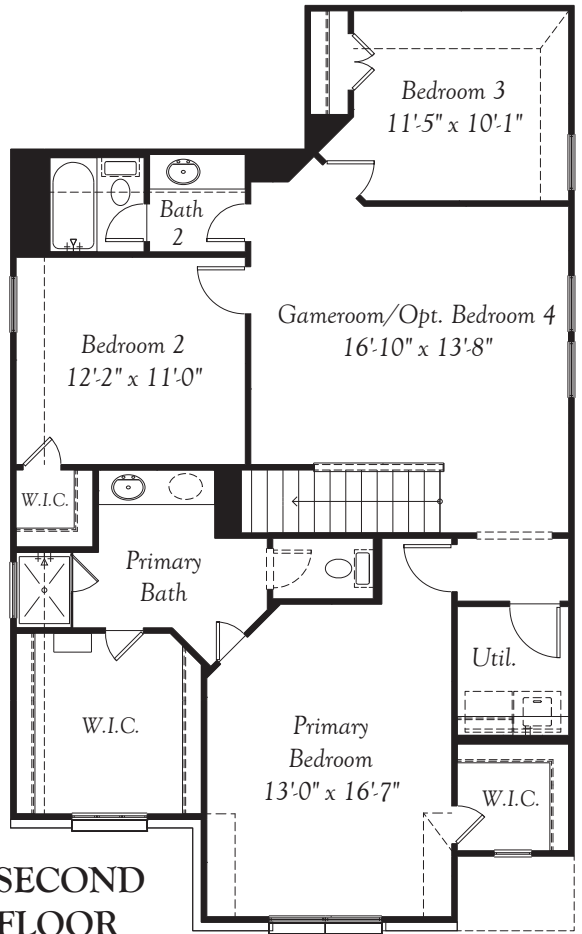 Bedroom 3
11'-5" x 10'-1"
Bath
2
Gameroom/Opt. Bedroom 4
16'-10" x 13'-8"
Bedroom 2
12'-2" x 11'-0"
W.I.C.
Primary
Bath
Util.
W.I.C.
Primary
Bedroom
13'-0" x 16'-7"
W.I.C.
SECOND
FLOOR